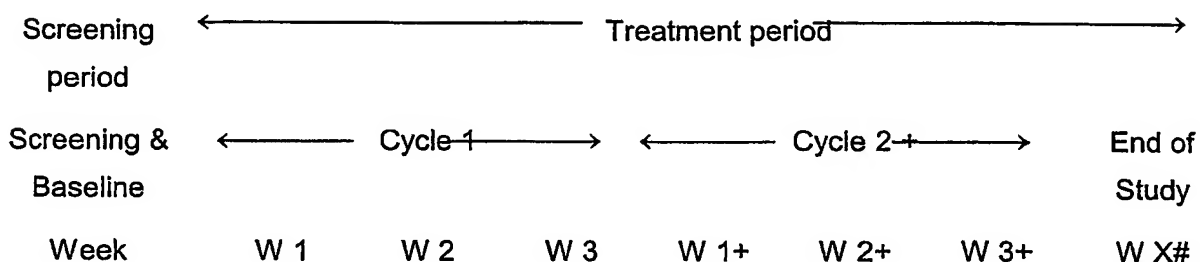 Screening period
Treatment period
Screening & Baseline
Cycle 1
Cycle 2+
End of Study
Week W 1 W 2 W 3 W 1+ W 2+ W 3+ W X#